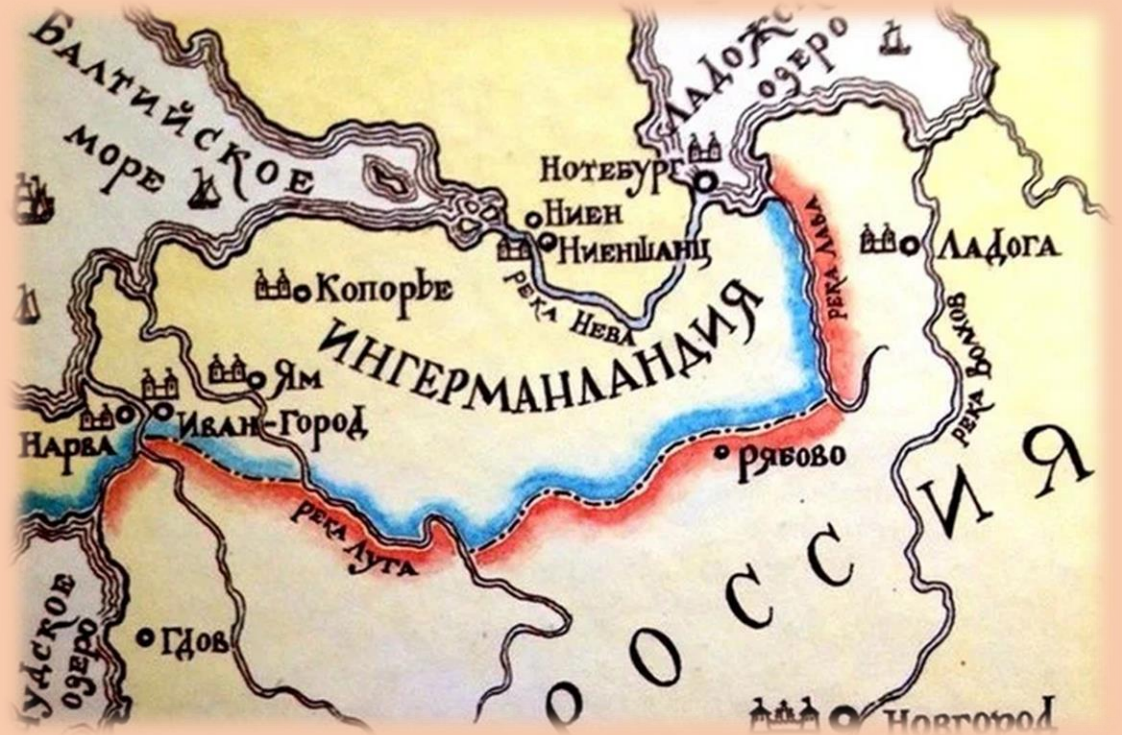 БАЛТИЙСКОЕ
МОРЕ
ЛАДОЖСК
ОЗЕРО
НОТЕБУРГ
НИЕН
НИЕНШАНЦ
РЕКА НЕВА
КОПОРЬЕ
ИНГЕРМАНЛАНДИЯ
РЕКА ЛАВА
ЛАДОГА
РЕКА ВОЛХОВ
ЯМ
ИВАН-ГОРОД
НАРВА
РЯБОВО
РЕКА ЛУГА
РОССИЯ
ГДОВ
ЧУДСКОЕ
ОЗЕРО
НОВГОРОД